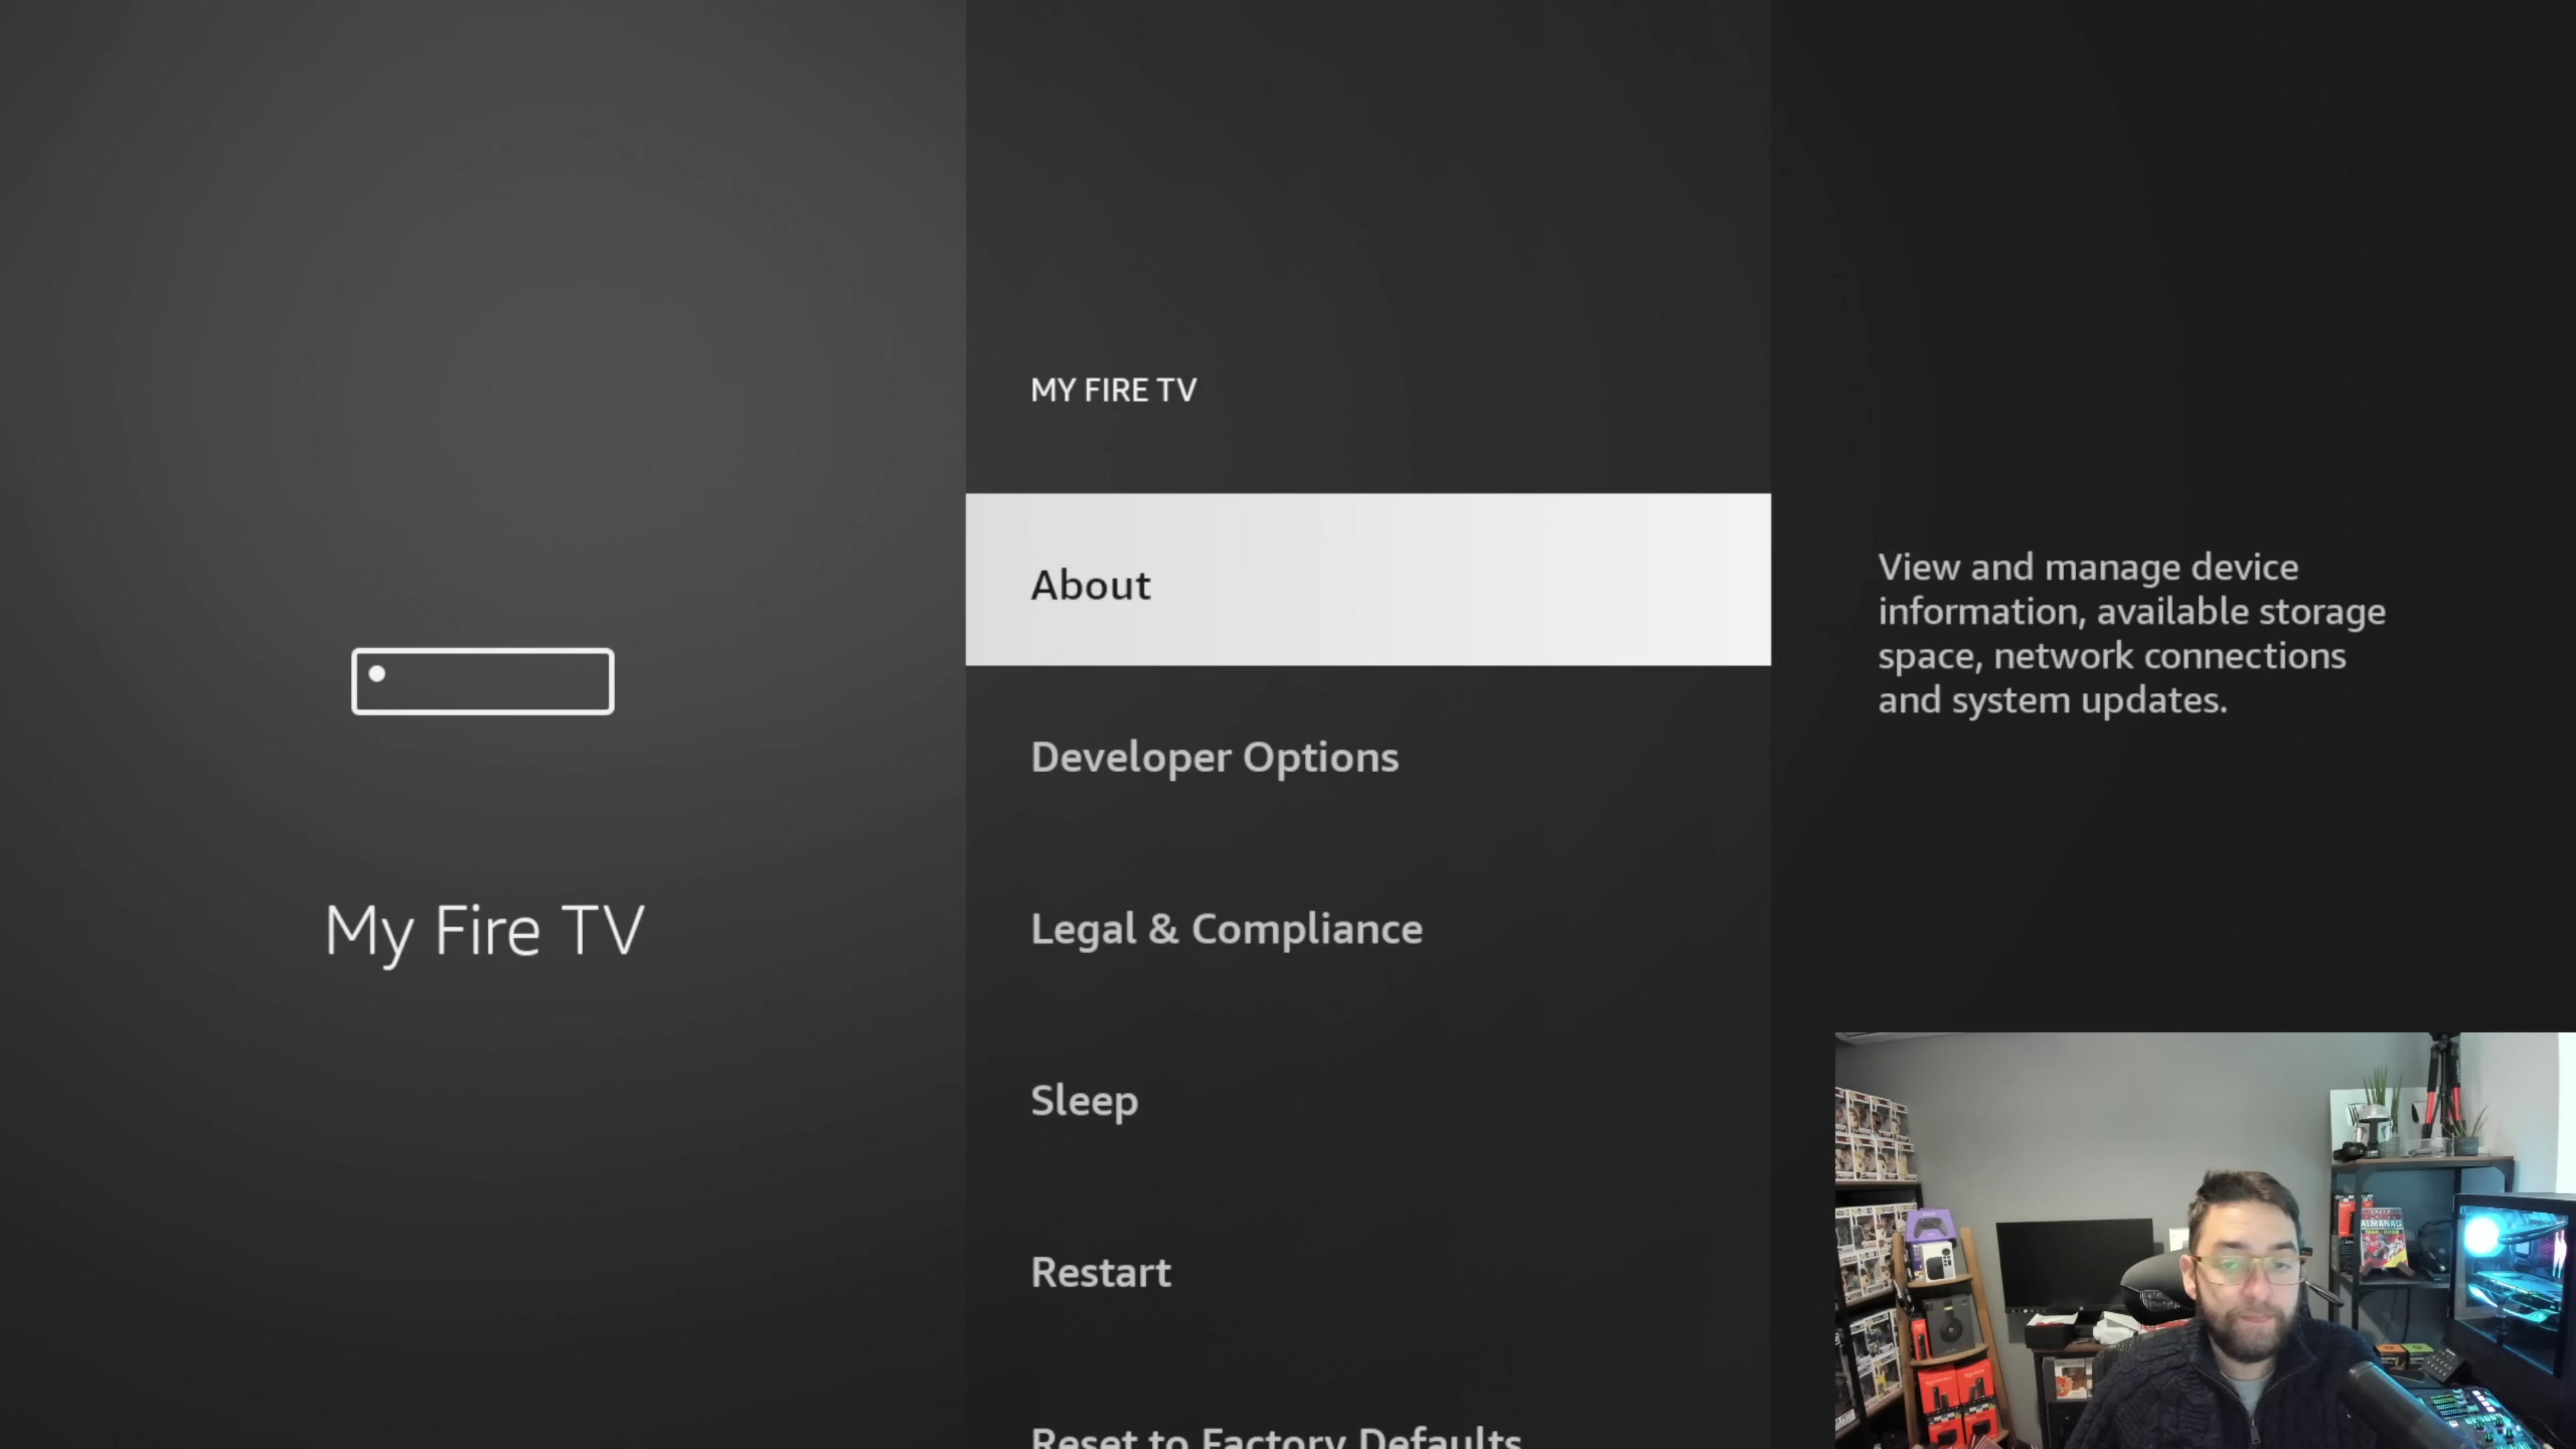 MY FIRE TV
About
Developer Options
Legal & Compliance
Sleep
Restart
Reset to Factory Defaults
My Fire TV
View and manage device
information, available storage
space, network connections
and system updates.
ALMANAC